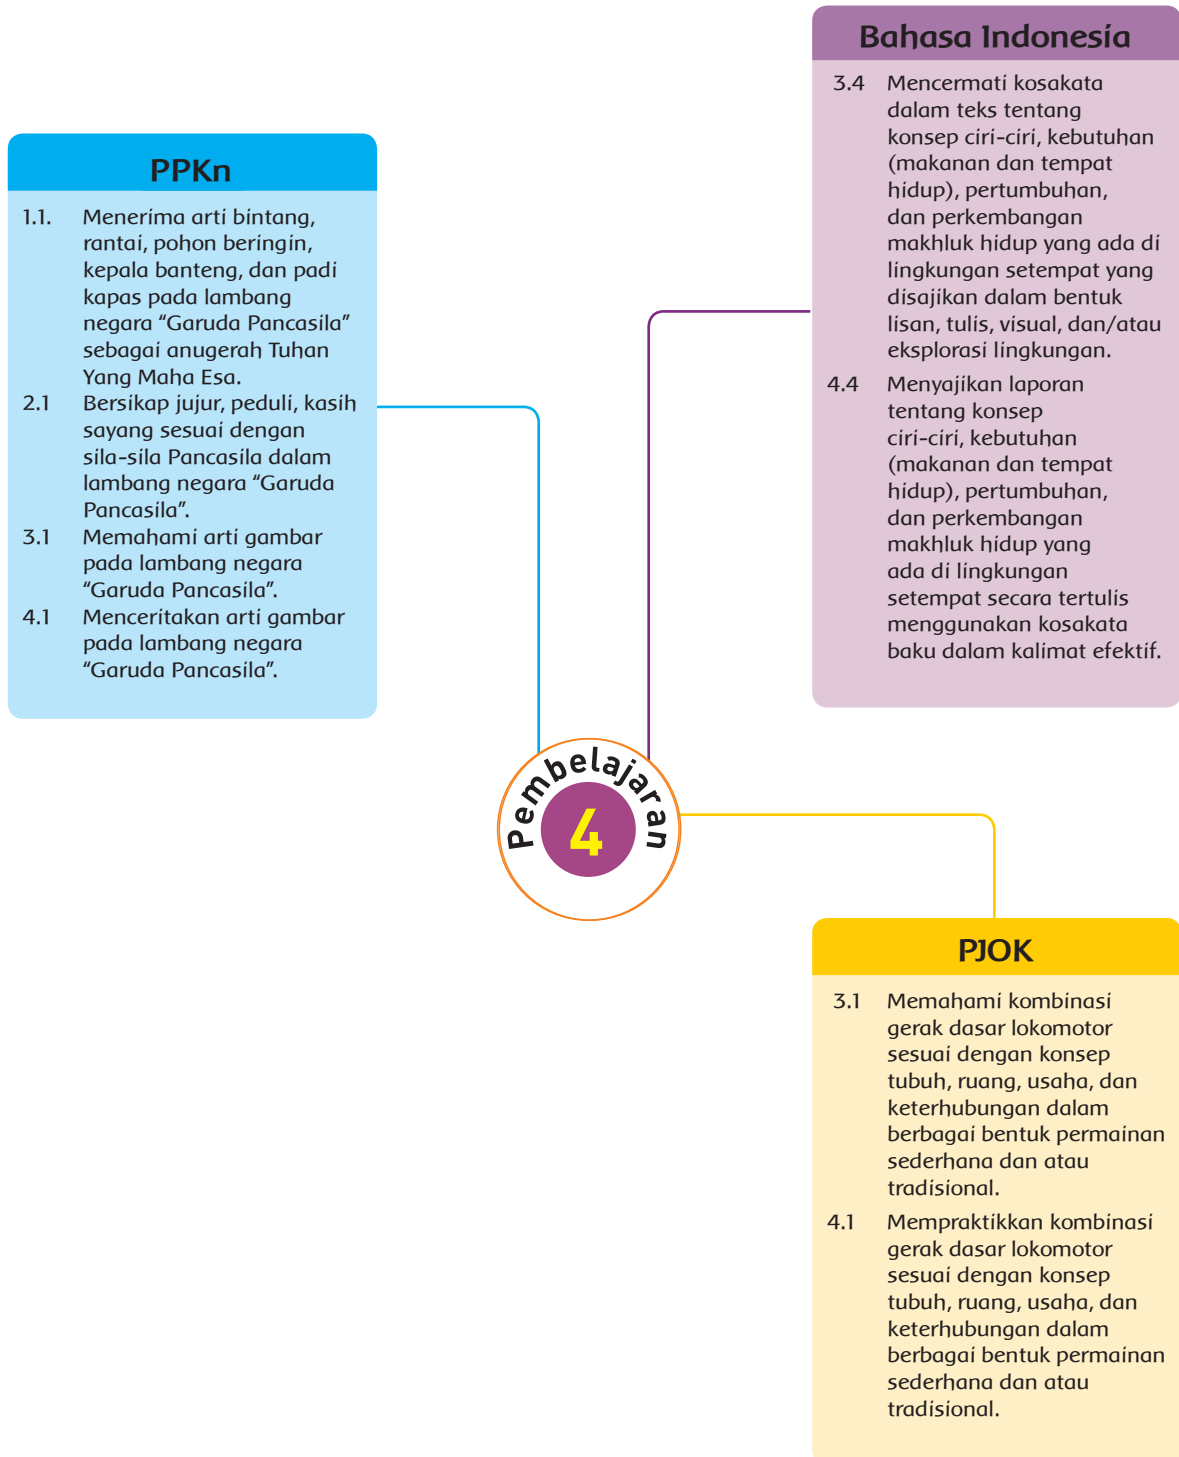 PPKn
1.1. Menerima arti bintang,
rantai, pohon beringin,
kepala banteng, dan padi
kapas pada lambang
negara “Garuda Pancasila”
sebagai anugerah Tuhan
Yang Maha Esa.
2.1 Bersikap jujur, peduli, kasih
sayang sesuai dengan
sila-sila Pancasila dalam
lambang negara “Garuda
Pancasila”.
3.1 Memahami arti gambar
pada lambang negara
“Garuda Pancasila”.
4.1 Menceritakan arti gambar
pada lambang negara
“Garuda Pancasila”.
Bahasa Indonesia
3.4 Mencermati kosakata
dalam teks tentang
konsep ciri-ciri, kebutuhan
(makanan dan tempat
hidup), pertumbuhan,
dan perkembangan
makhluk hidup yang ada di
lingkungan setempat yang
disajikan dalam bentuk
lisan, tulis, visual, dan/atau
eksplorasi lingkungan.
4.4 Menyajikan laporan
tentang konsep
ciri-ciri, kebutuhan
(makanan dan tempat
hidup), pertumbuhan,
dan perkembangan
makhluk hidup yang
ada di lingkungan
setempat secara tertulis
menggunakan kosakata
baku dalam kalimat efektif.
Pembelajaran
4
PJOK
3.1 Memahami kombinasi
gerak dasar lokomotor
sesuai dengan konsep
tubuh, ruang, usaha, dan
keterhubungan dalam
berbagai bentuk permainan
sederhana dan atau
tradisional.
4.1 Mempraktikkan kombinasi
gerak dasar lokomotor
sesuai dengan konsep
tubuh, ruang, usaha, dan
keterhubungan dalam
berbagai bentuk permainan
sederhana dan atau
tradisional.